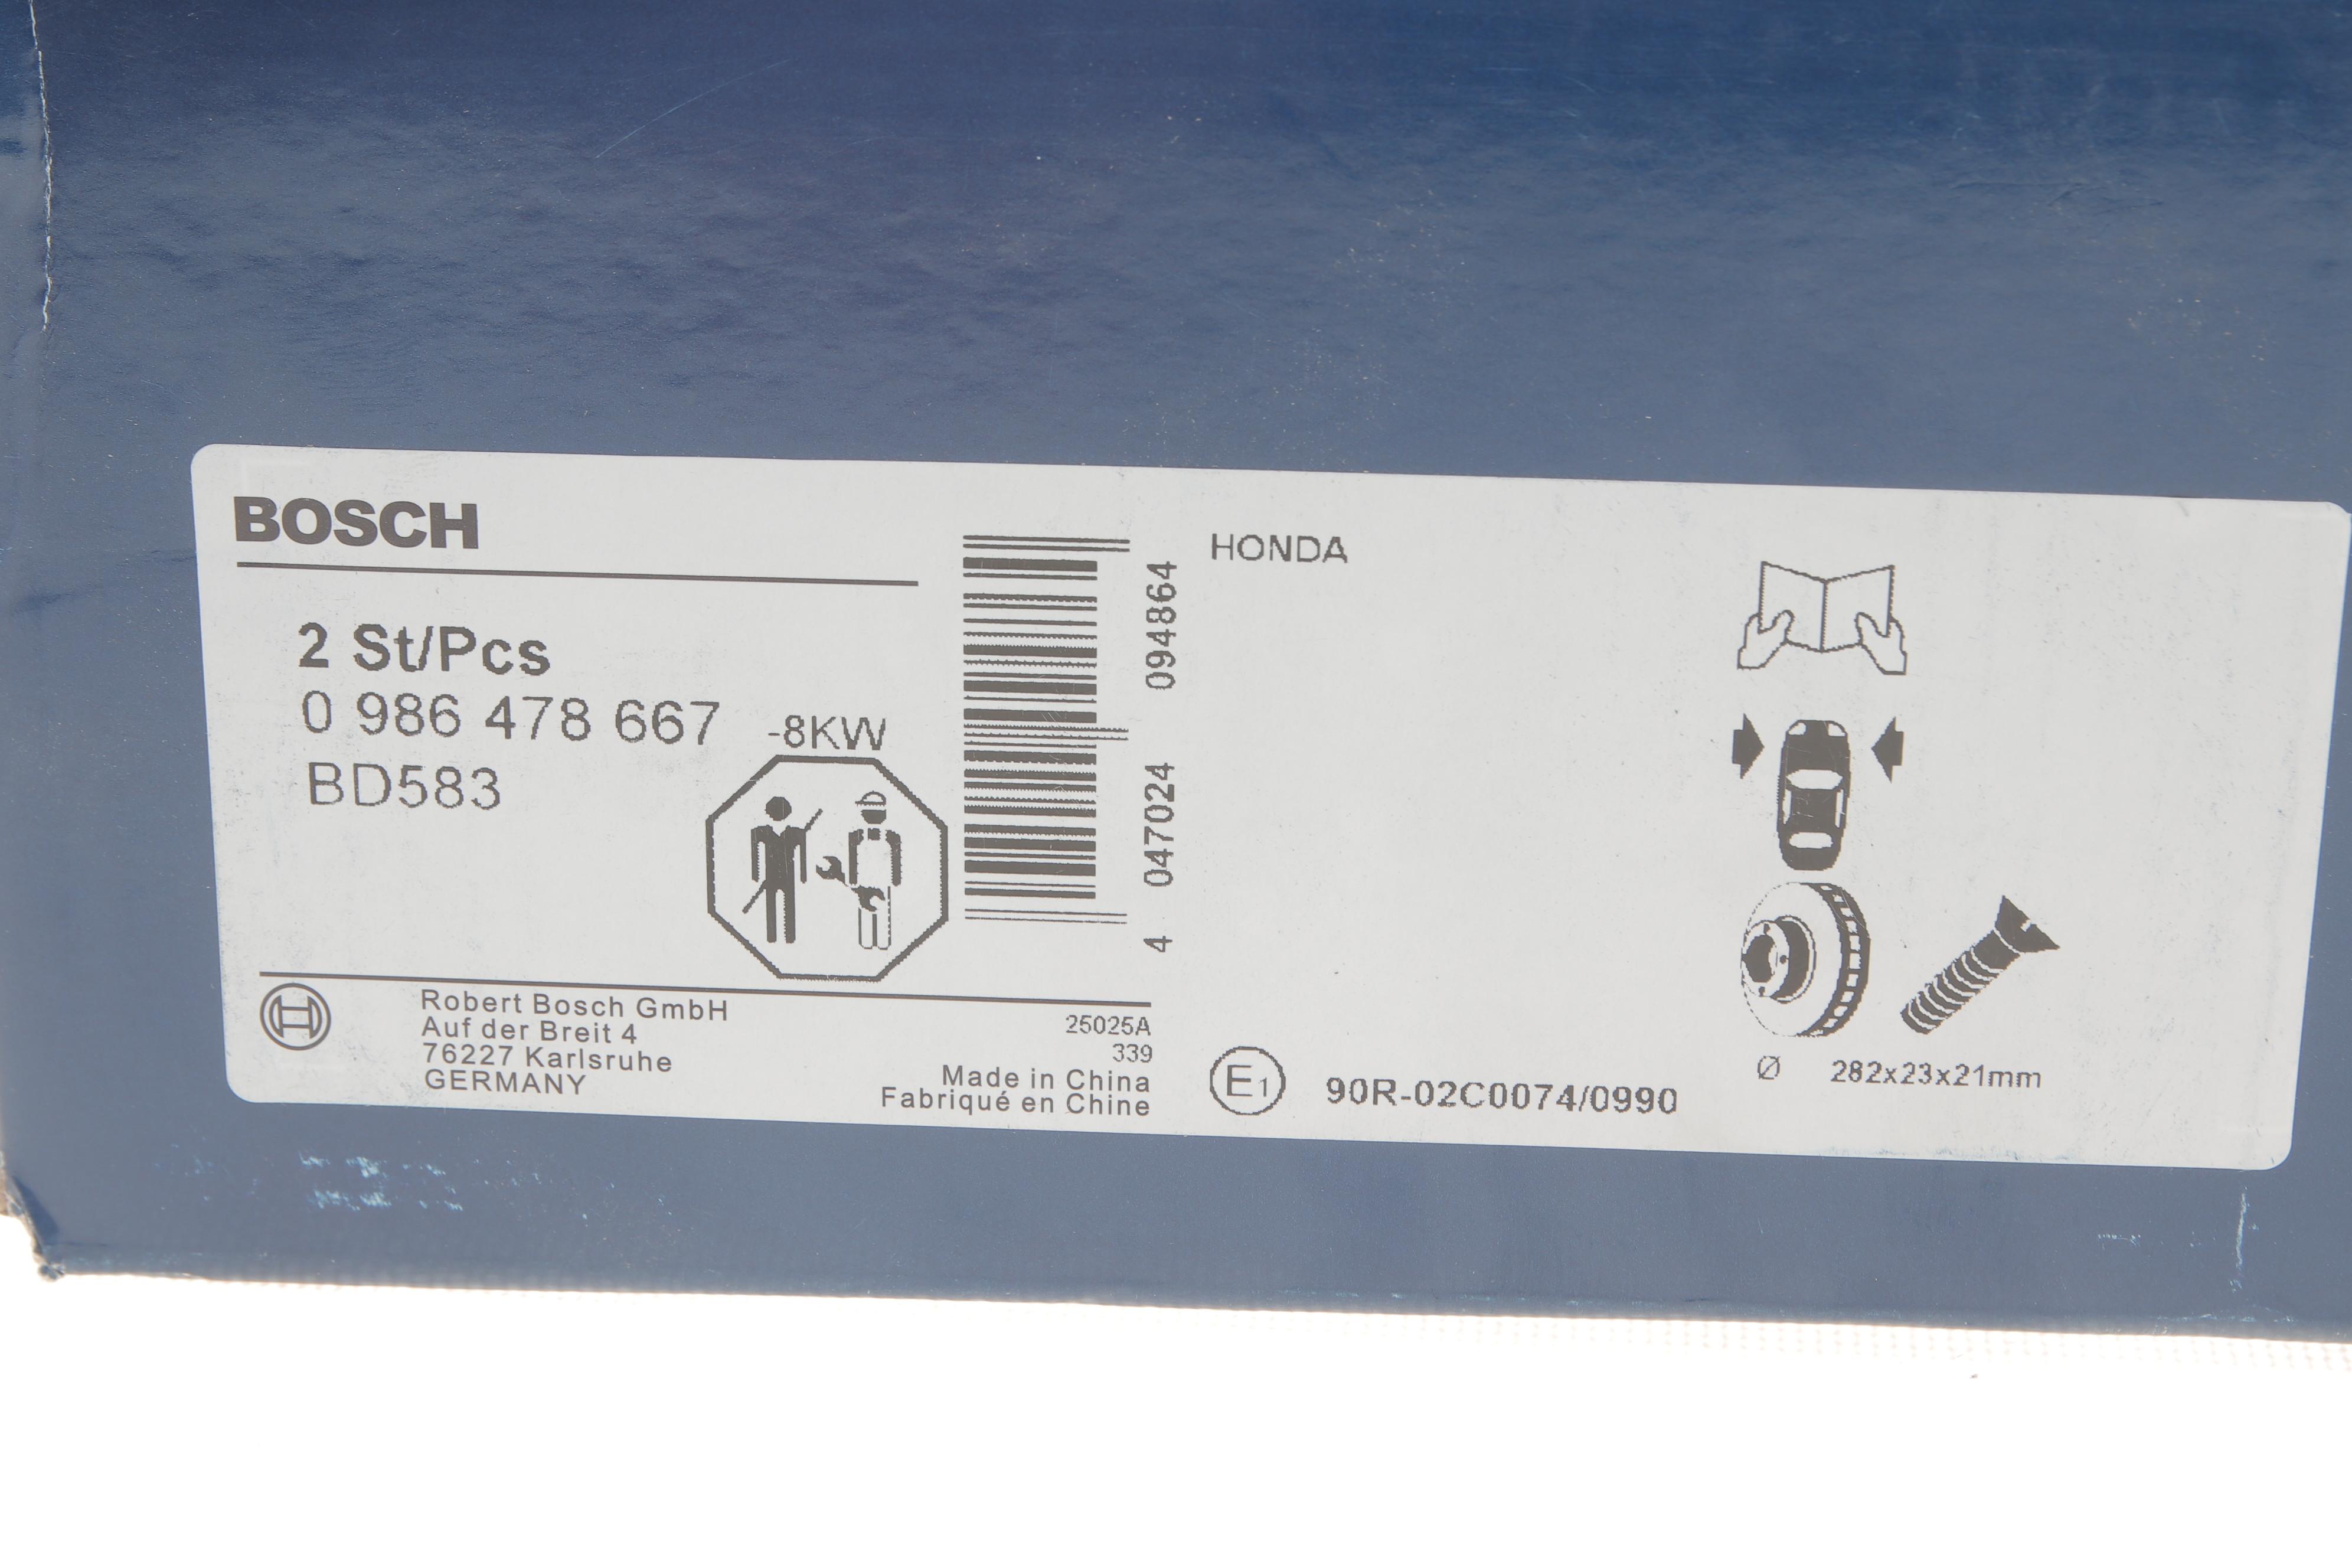 BOSCH
2 St/Pcs
0 986 478 667 -8KW
BD583
Robert Bosch GmbH
Auf der Breit 4
76227 Karlsruhe
GERMANY
25025A
339
Made in China
Fabriqué en Chine
4 047024 094864
HONDA
E1 90R-02C0074/0990
Ø 282x23x21mm